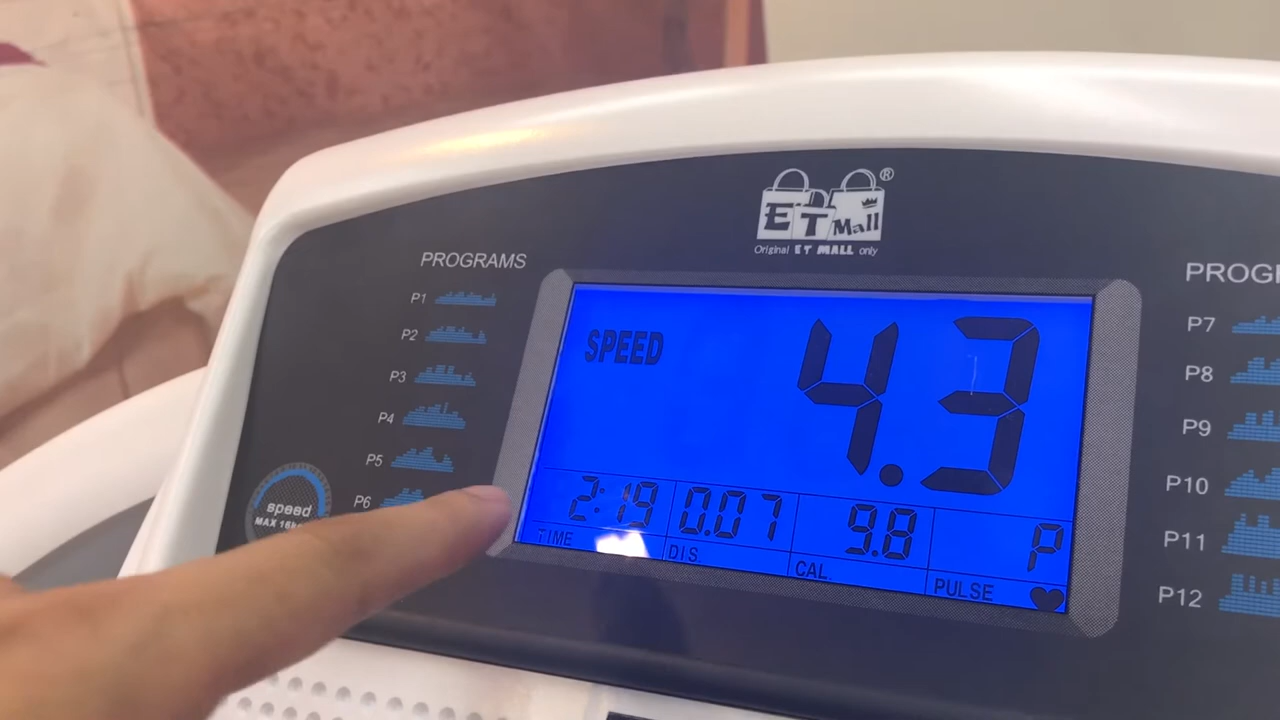 ET Mall®
Original ET MALL only
PROGRAMS
P1
P2
P3
P4
P5
P6
speed
SPEED
4.3
2:19 0.07 9.8 P
TIME DIS. CAL. PULSE
P7
P8
P9
P10
P11
P12